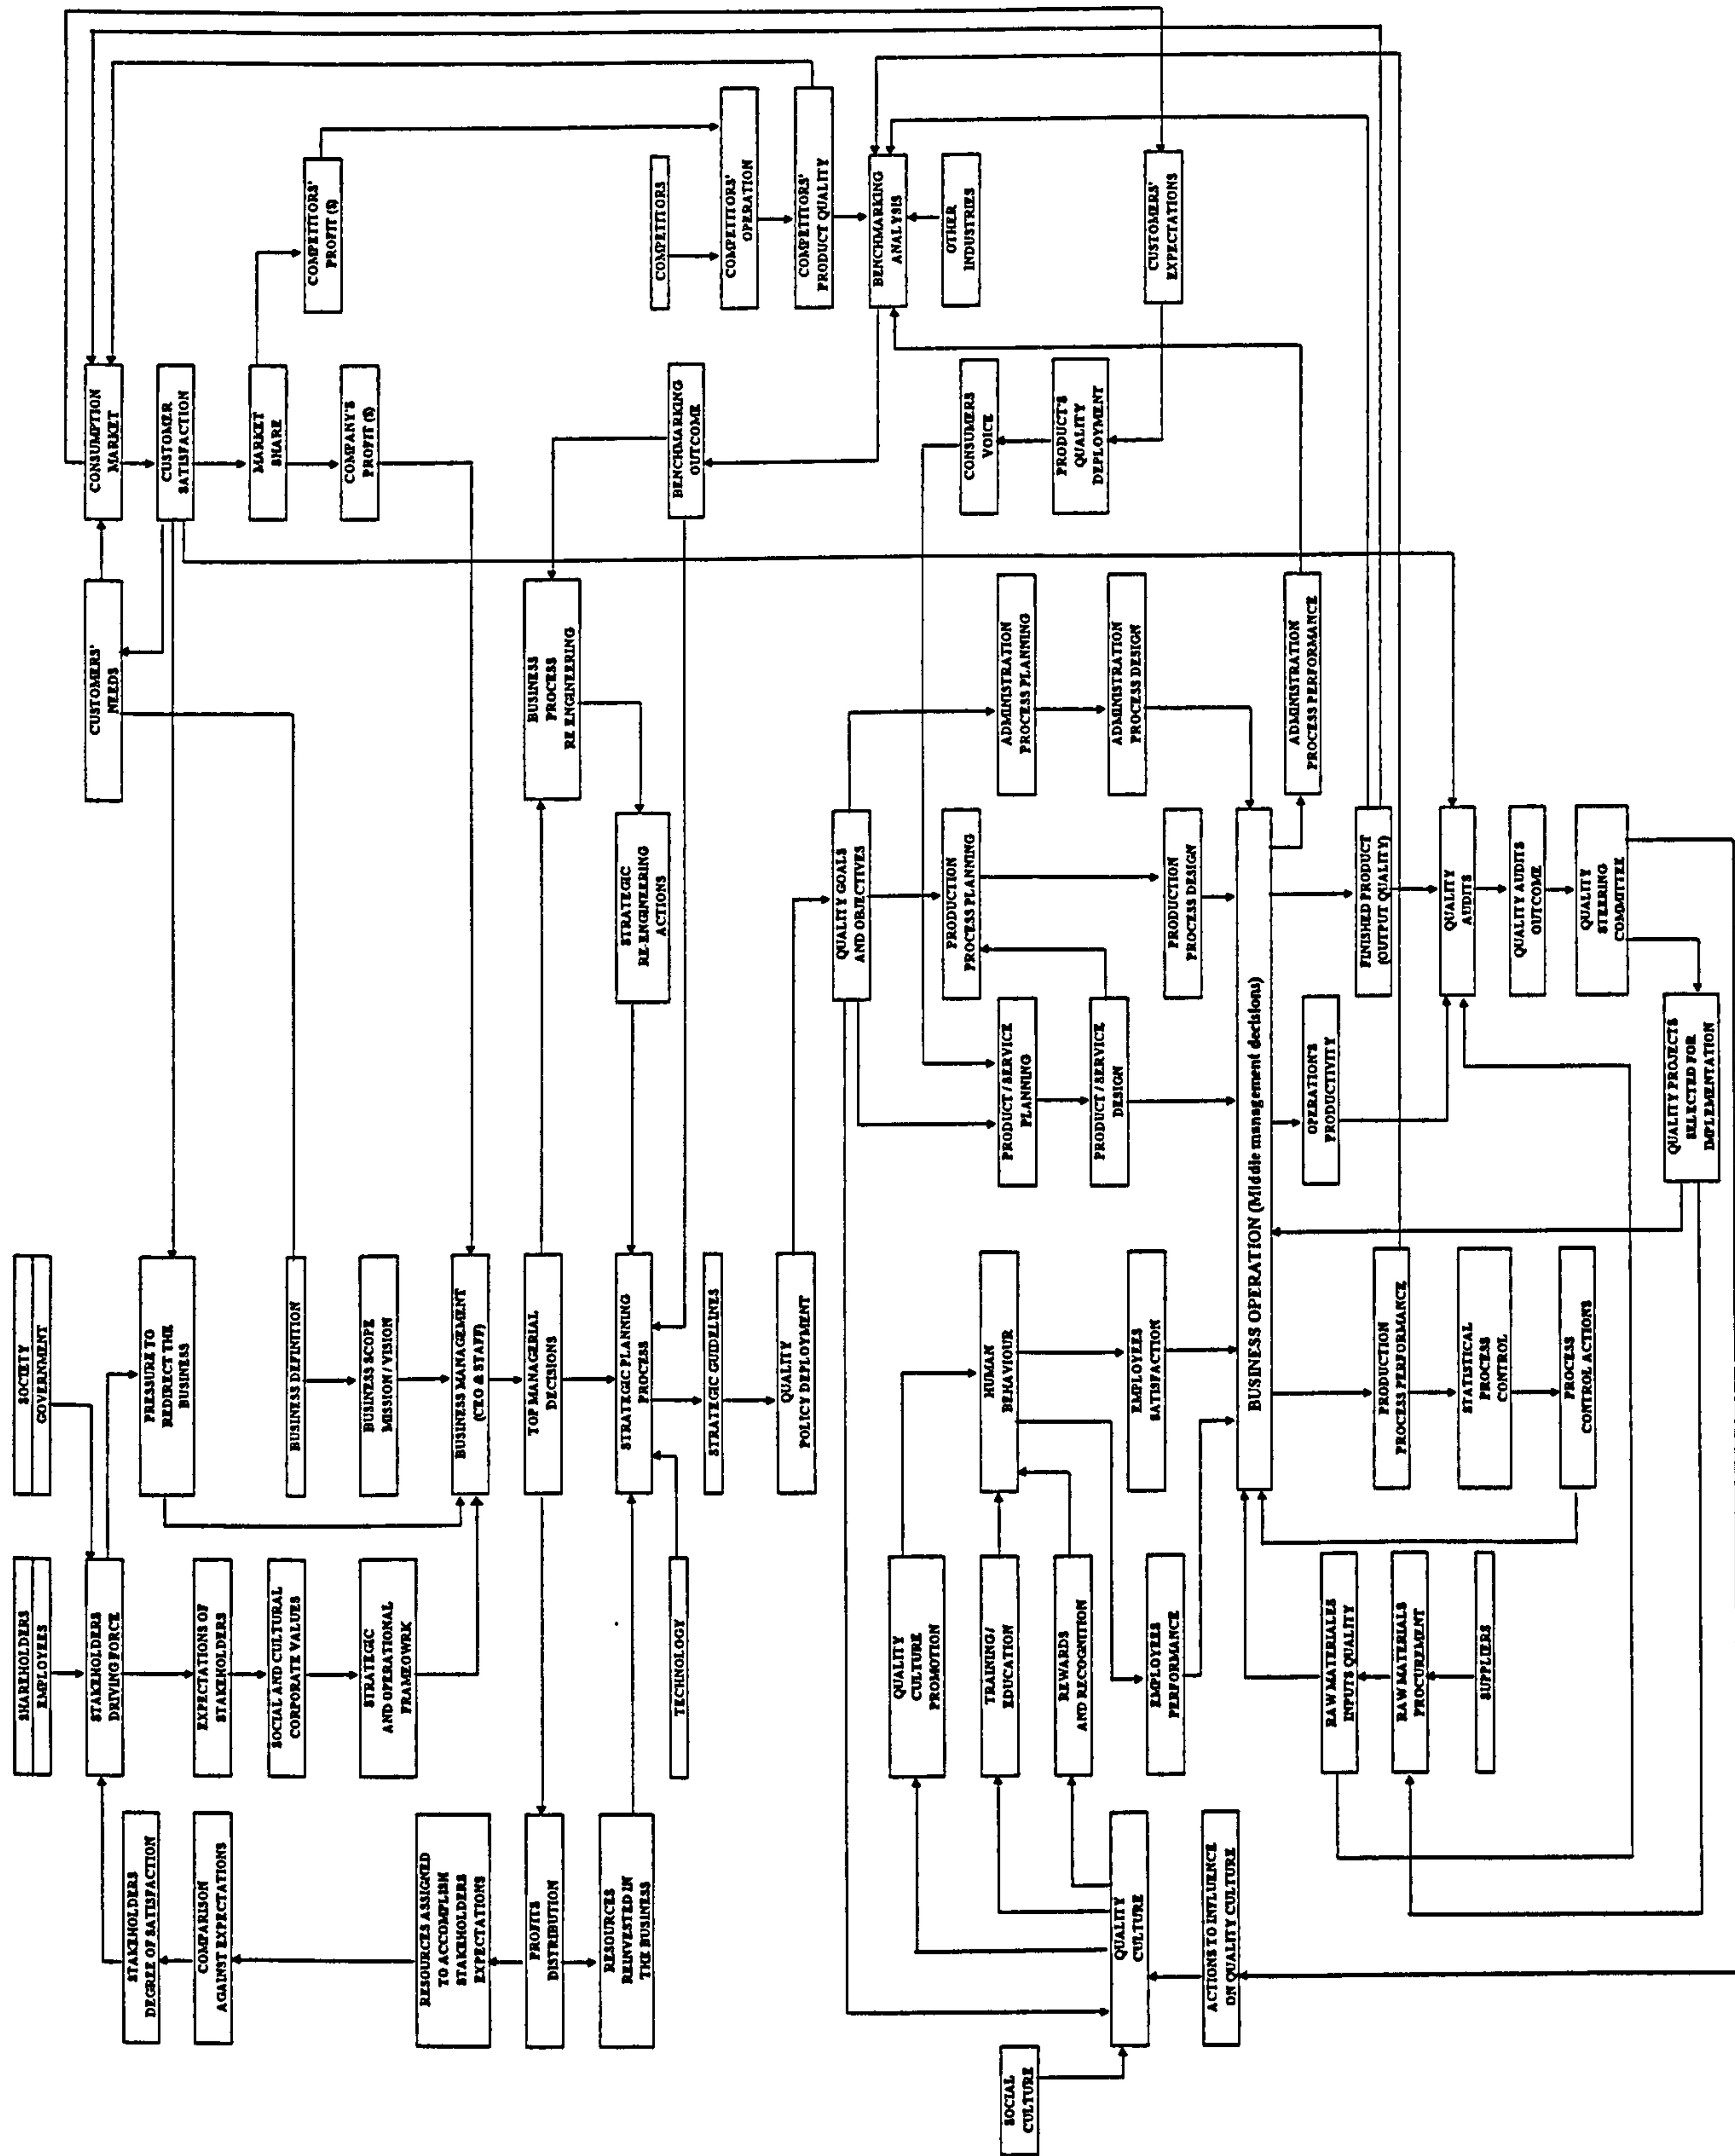 SHAREHOLDERS
EMPLOYEES
SOCIETY
GOVERNMENT
STAKEHOLDERS
DEGREE OF SATISFACTION
COMPARISON
AGAINST EXPECTATIONS
RESOURCES ASSIGNED
TO ACCOMPLISM
STAKEHOLDERS
EXPECTATIONS
PROFITS
DISTRIBUTION
RESOURCES
REINVESTED IN
THE BUSINESS
STAKEHOLDERS
DRIVING FORCE
EXPECTATIONS OF
STAKEHOLDERS
SOCIAL AND CULTURAL
CORPORATE VALUES
STRATEGIC
AND OPERATIONAL
FRAMEOWRK
TECHNOLOGY
PRESSURE TO
REDIRECT THE
BUSINESS
BUSINESS DEFINITION
BUSINESS SCOPE
MISSION / VISION
BUSINESS MANAGEMENT
(CEO & STAFF)
TOP MANAGERIAL
DECISIONS
STRATEGIC PLANNING
PROCESS
STRATEGIC GUIDELINES
QUALITY
POLICY DEPLOYMENT
CUSTOMERS'
NEEDS
BUSINESS
PROCESS
RE ENGINEERING
STRATEGIC
RE-ENGINEERING
ACTIONS
CONSUMPTION
MARKET
CUSTOMER
SATISFACTION
MARKET
SHARE
COMPANY'S
PROFIT ($)
BENCHMARKING
OUTCOME
COMPETITORS'
PROFIT ($)
COMPETITORS
COMPETITORS'
OPERATION
COMPETITORS'
PRODUCT QUALITY
BENCHMARKING
ANALYSIS
OTHER
INDUSTRIES
CUSTOMERS'
EXPECTATIONS
CONSUMERS
VOICE
PRODUCT'S
QUALITY
DEPLOYMENT
QUALITY GOALS
AND OBJECTIVES
SOCIAL
CULTURE
QUALITY
CULTURE
ACTIONS TO INFLUENCE
ON QUALITY CULTURE
QUALITY
CULTURE
PROMOTION
TRAINING/
EDUCATION
REWARDS
AND RECOGNITION
EMPLOYEES
PERFORMANCE
HUMAN
BEHAVIOUR
EMPLOYEES
SATISFACTION
PRODUCT / SERVICE
PLANNING
PRODUCT / SERVICE
DESIGN
PRODUCTION
PROCESS PLANNING
PRODUCTION
PROCESS DESIGN
ADMINISTRATION
PROCESS PLANNING
ADMINISTRATION
PROCESS DESIGN
BUSINESS OPERATION (Middle management decisions)
RAW MATERIALES
INPUTS QUALITY
RAW MATERIALS
PROCUREMENT
SUPPLIERS
PRODUCTION
PROCESS PERFORMANCE
STATISTICAL
PROCESS
CONTROL
PROCESS
CONTROL ACTIONS
OPERATION'S
PRODUCTIVITY
FINISHED PRODUCT
(OUTPUT QUALITY)
ADMINISTRATION
PROCESS PERFORMANCE
QUALITY
AUDITS
QUALITY AUDITS
OUTCOME
QUALITY
STEERING
COMMITTEE
QUALITY PROJECTS
SELECTED FOR
IMPLEMENTATION